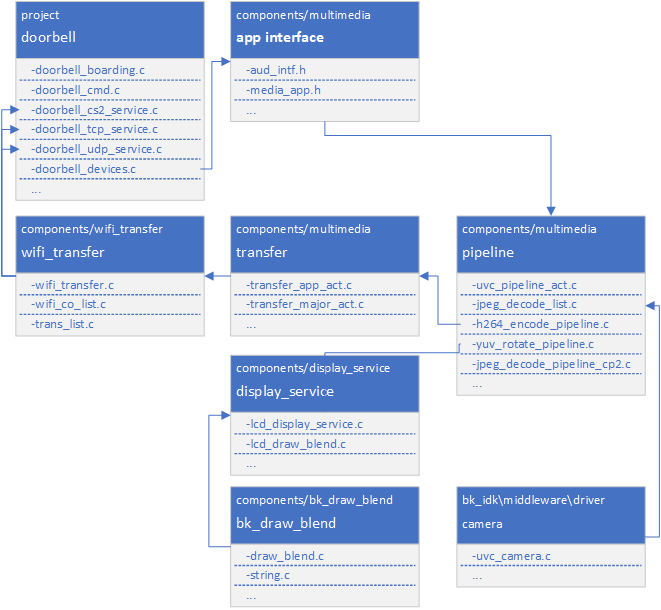 project
doorbell
-doorbell_boarding.c
-doorbell_cmd.c
-doorbell_cs2_service.c
-doorbell_tcp_service.c
-doorbell_udp_service.c
-doorbell_devices.c
...
components/multimedia
app interface
-aud_intf.h
-media_app.h
...
components/wifi_transfer
wifi_transfer
-wifi_transfer.c
-wifi_co_list.c
-trans_list.c
components/multimedia
transfer
-transfer_app_act.c
-transfer_major_act.c
...
components/multimedia
pipeline
-uvc_pipeline_act.c
-jpeg_decode_list.c
-h264_encode_pipeline.c
-yuv_rotate_pipeline.c
-jpeg_decode_pipeline_cp2.c
...
components/display_service
display_service
-lcd_display_service.c
-lcd_draw_blend.c
...
components/bk_draw_blend
bk_draw_blend
-draw_blend.c
-string.c
...
bk_idk\middleware\driver
camera
-uvc_camera.c
...